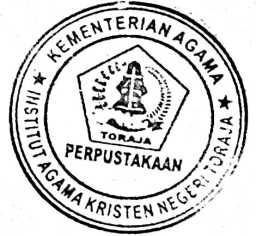 KEMENTERIAN AGAMA
TORAJA
PERPUSTAKAAN
INSTITUT AGAMA KRISTEN NEGERI TORAJA